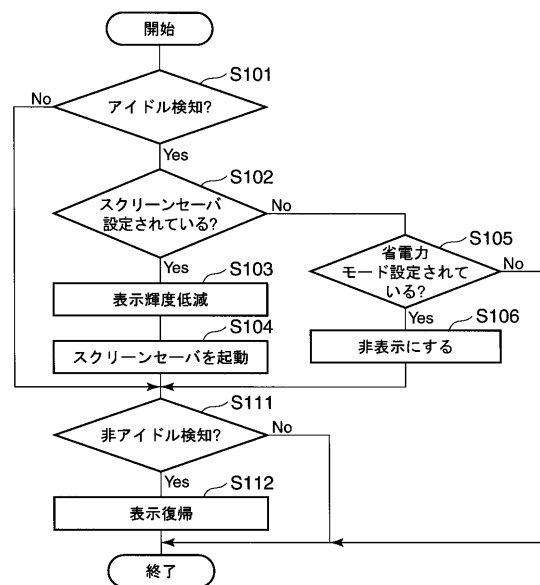 開始
S101
アイドル検知?
No
Yes
S102
スクリーンセーバ
設定されている?
No
Yes
S103
表示輝度低減
S104
スクリーンセーバを起動
S105
省電力
モード設定されて
いる?
No
Yes
S106
非表示にする
S111
非アイドル検知?
No
Yes
S112
表示復帰
終了